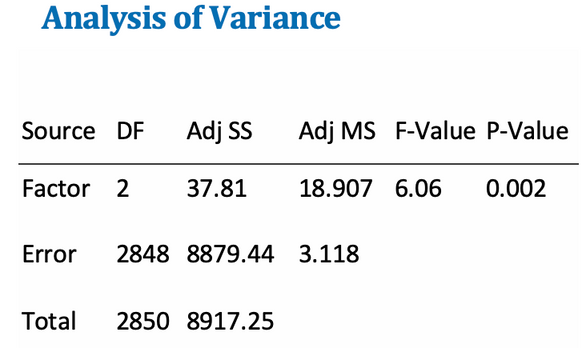 Analysis of Variance
Source DF Adj SS Adj MS F-Value P-Value
Factor 2 37.81 18.907 6.06 0.002
Error 2848 8879.44 3.118
Total 2850 8917.25